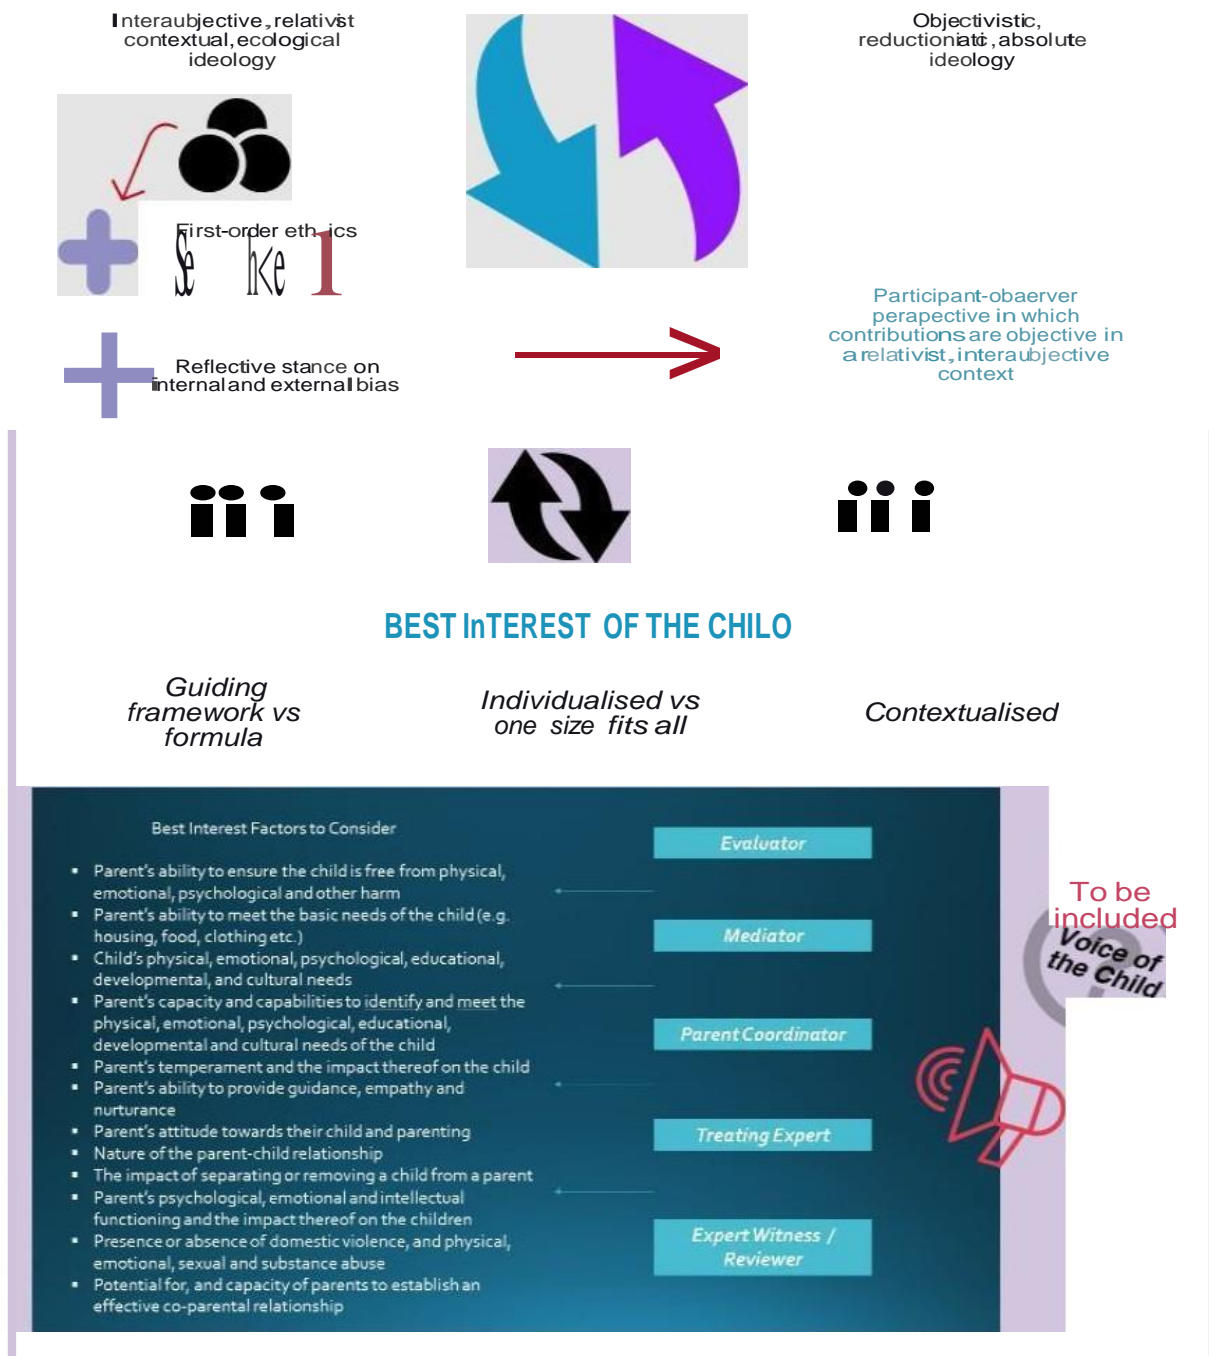 Interaubjective, relativist
contextual, ecological
ideology
Objectivistic,
reductioniatic, absolute
ideology
First-order eth ics
Se h<e 1
Reflective stance on
internal and external bias
Participant-obaerver
perapective in which
contributions are objective in
a relativist, interaubjective
context
iii
iii
BEST InTEREST OF THE CHILO
Guiding
framework vs
formula
Individualised vs
one size fits all
Contextualised
Best Interest Factors to Consider
▪ Parent's ability to ensure the child is free from physical,
emotional, psychological and other harm
▪ Parent's ability to meet the basic needs of the child (e.g.
housing, food, clothing etc.)
▪ Child's physical, emotional, psychological, educational,
developmental, and cultural needs
▪ Parent's capacity and capabilities to identify and meet the
physical, emotional, psychological, educational,
developmental and cultural needs of the child
▪ Parent's temperament and the impact thereof on the child
▪ Parent's ability to provide guidance, empathy and
nurturance
▪ Parent's attitude towards their child and parenting
▪ Nature of the parent-child relationship
▪ The impact of separating or removing a child from a parent
▪ Parent's psychological, emotional and intellectual
functioning and the impact thereof on the children
▪ Presence or absence of domestic violence, and physical,
emotional, sexual and substance abuse
▪ Potential for, and capacity of parents to establish an
effective co-parental relationship
Evaluator
Mediator
Parent Coordinator
Treating Expert
Expert Witness /
Reviewer
To be
included
Voice of
the Child